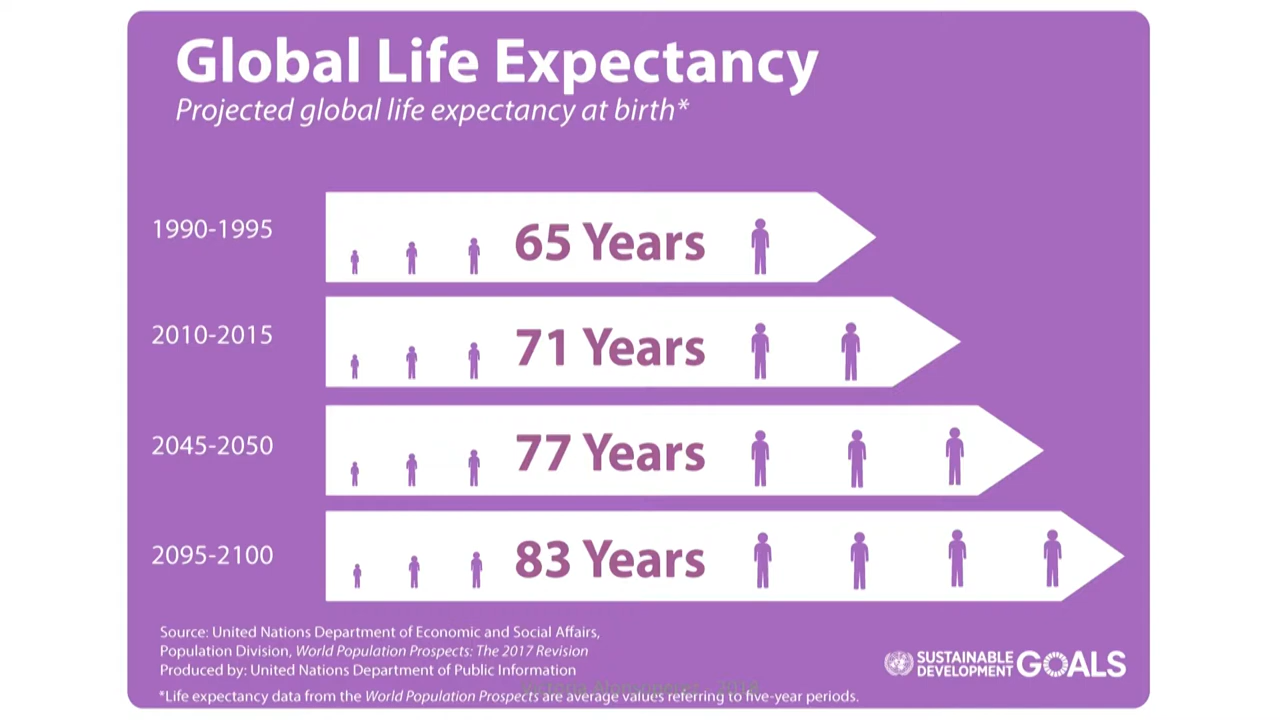 Global Life Expectancy
Projected global life expectancy at birth*
1990-1995
65 Years
2010-2015
71 Years
2045-2050
77 Years
2095-2100
83 Years
Source: United Nations Department of Economic and Social Affairs,
Population Division, World Population Prospects: The 2017 Revision
Produced by: United Nations Department of Public Information
SUSTAINABLE
DEVELOPMENT
GOALS
*Life expectancy data from the World Population Prospects are average values referring to five-year periods.